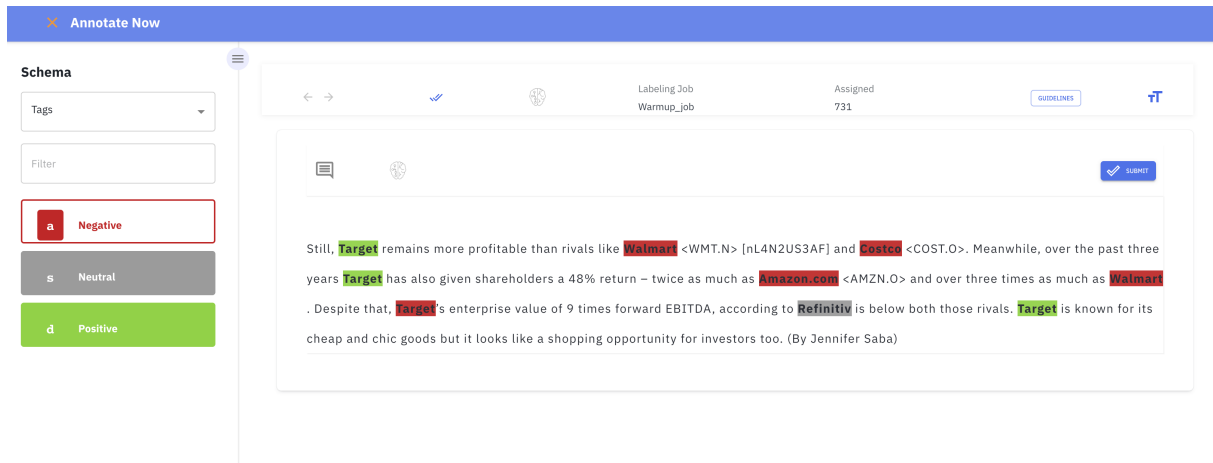 Annotate Now
Schema
Tags
Filter
a Negative
s Neutral
d Positive
Labeling Job
Warmup_job
Assigned
731
GUIDELINES
TT
SUBMIT
Still, Target remains more profitable than rivals like Walmart <WMT.N> [nL4N2US3AF] and Costco <COST.O>. Meanwhile, over the past three
years Target has also given shareholders a 48% return – twice as much as Amazon.com <AMZN.O> and over three times as much as Walmart
. Despite that, Target's enterprise value of 9 times forward EBITDA, according to Refinitiv is below both those rivals. Target is known for its
cheap and chic goods but it looks like a shopping opportunity for investors too. (By Jennifer Saba)